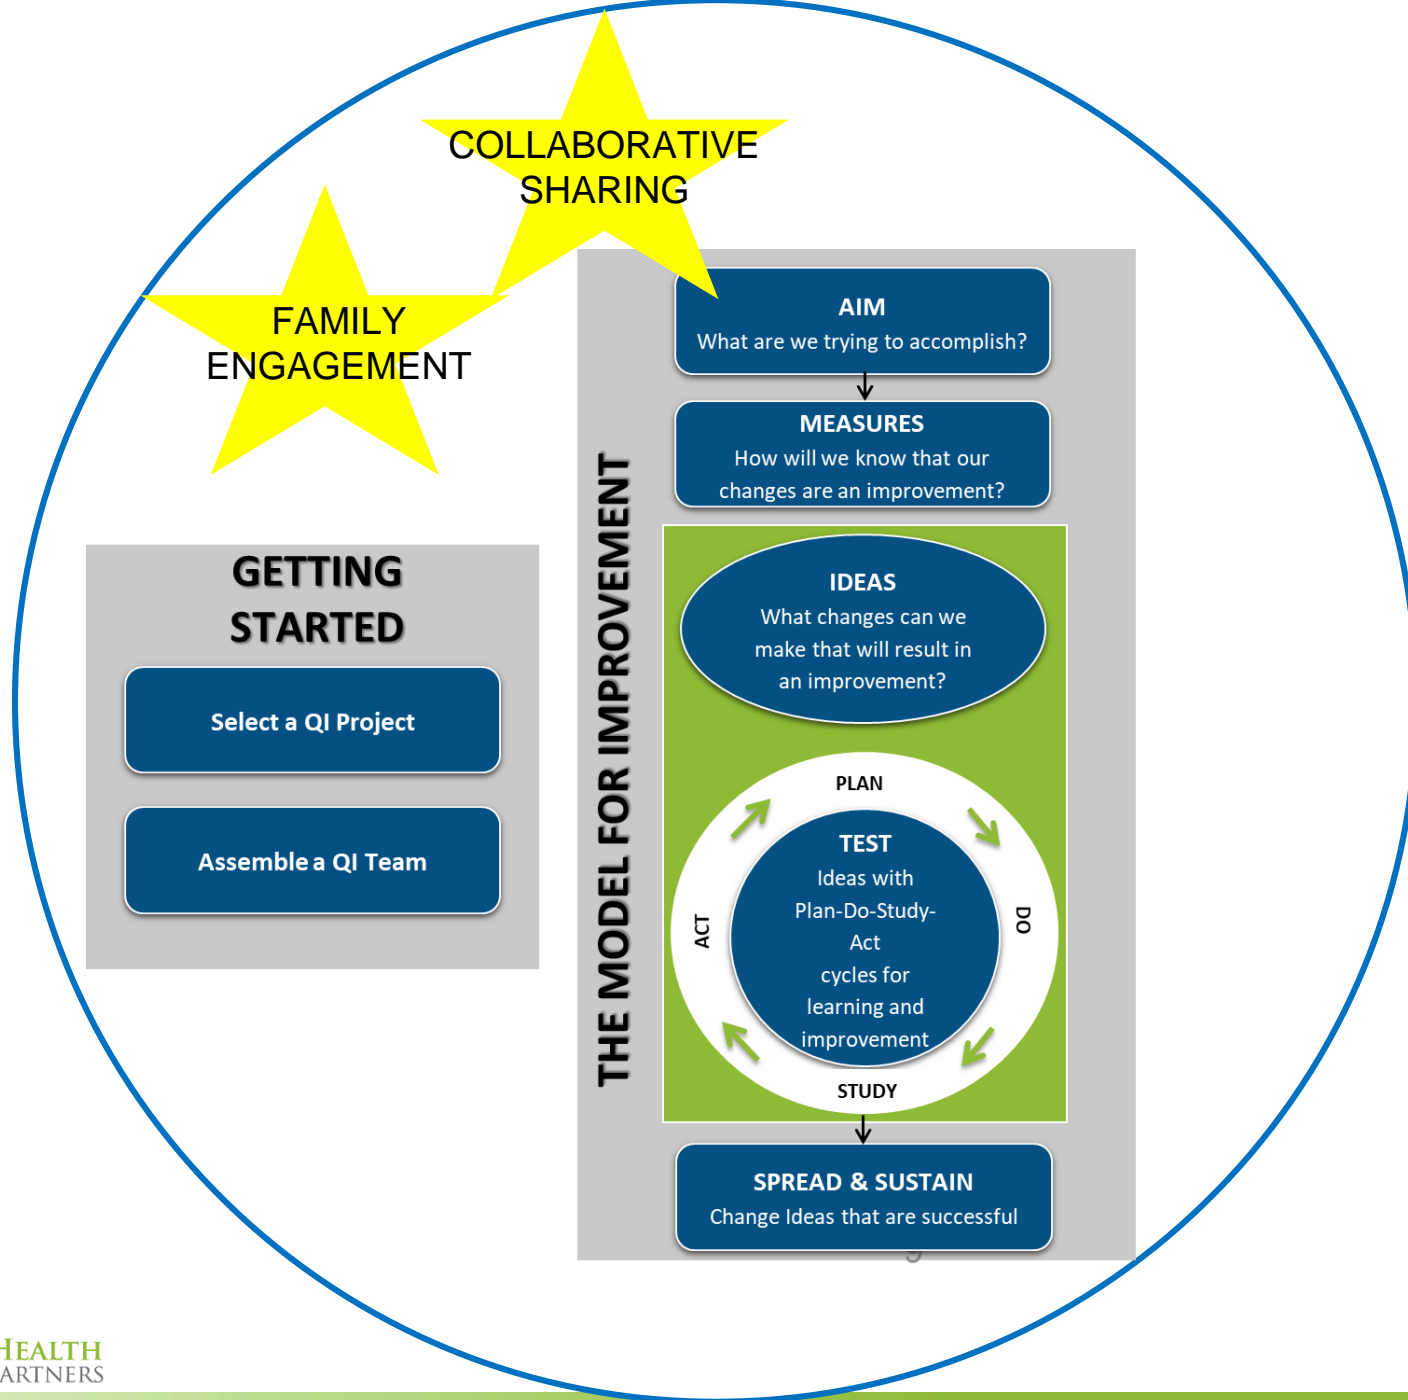 COLLABORATIVE
SHARING
FAMILY
ENGAGEMENT
GETTING
STARTED
Select a QI Project
Assemble a QI Team
THE MODEL FOR IMPROVEMENT
AIM
What are we trying to accomplish?
MEASURES
How will we know that our
changes are an improvement?
IDEAS
What changes can we
make that will result in
an improvement?
PLAN
DO
STUDY
ACT
TEST
Ideas with
Plan-Do-Study-
Act
cycles for
learning and
improvement
SPREAD & SUSTAIN
Change Ideas that are successful
HEALTH
ARTNERS